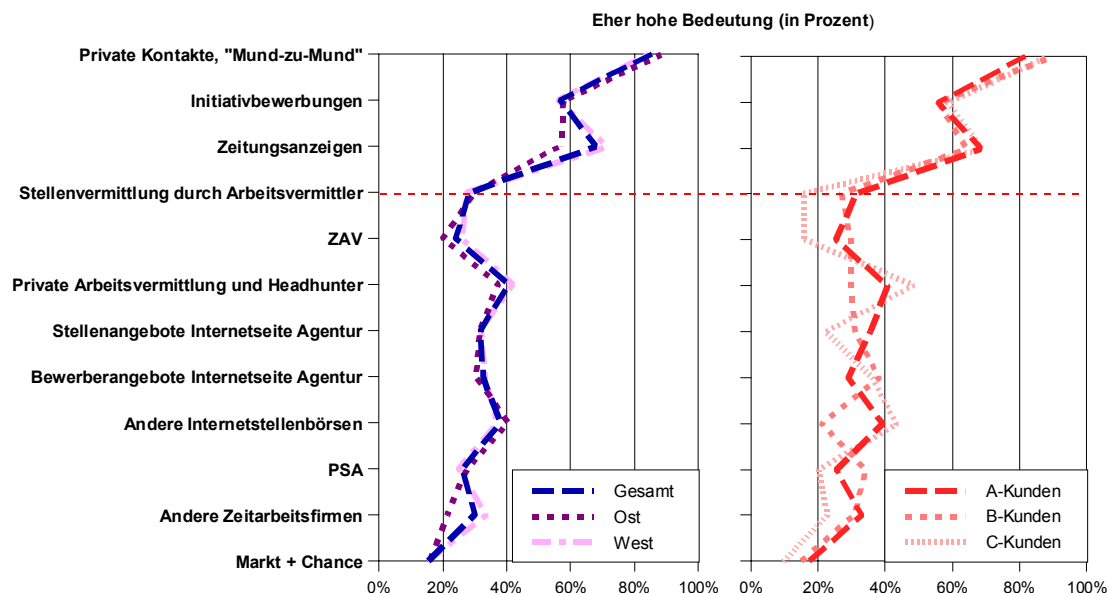 Eher hohe Bedeutung (in Prozent)
Private Kontakte, "Mund-zu-Mund"
Initiativbewerbungen
Zeitungsanzeigen
Stellenvermittlung durch Arbeitsvermittler
ZAV
Private Arbeitsvermittlung und Headhunter
Stellenangebote Internetseite Agentur
Bewerberangebote Internetseite Agentur
Andere Internetstellenbörsen
PSA
Andere Zeitarbeitsfirmen
Markt + Chance
Gesamt
Ost
West
A-Kunden
B-Kunden
C-Kunden
0% 20% 40% 60% 80% 100%
0% 20% 40% 60% 80% 100%